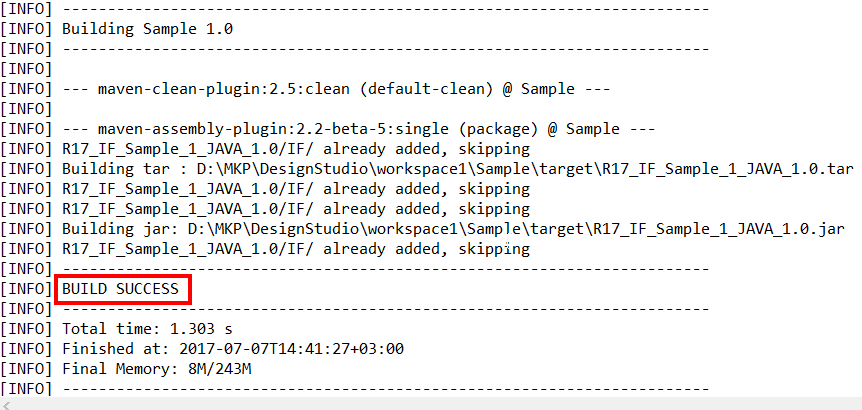 [INFO] ------------------------------------------------------------------------
[INFO] Building Sample 1.0
[INFO] ------------------------------------------------------------------------
[INFO]
[INFO] --- maven-clean-plugin:2.5:clean (default-clean) @ Sample ---
[INFO]
[INFO] --- maven-assembly-plugin:2.2-beta-5:single (package) @ Sample ---
[INFO] R17_IF_Sample_1_JAVA_1.0/IF/ already added, skipping
[INFO] Building tar : D:\MKP\DesignStudio\workspace1\Sample\target\R17_IF_Sample_1_JAVA_1.0.tar
[INFO] R17_IF_Sample_1_JAVA_1.0/IF/ already added, skipping
[INFO] R17_IF_Sample_1_JAVA_1.0/IF/ already added, skipping
[INFO] Building jar: D:\MKP\DesignStudio\workspace1\Sample\target\R17_IF_Sample_1_JAVA_1.0.jar
[INFO] R17_IF_Sample_1_JAVA_1.0/IF/ already added, skipping
[INFO] ------------------------------------------------------------------------
[INFO] BUILD SUCCESS
[INFO] ------------------------------------------------------------------------
[INFO] Total time: 1.303 s
[INFO] Finished at: 2017-07-07T14:41:27+03:00
[INFO] Final Memory: 8M/243M
[INFO] ------------------------------------------------------------------------